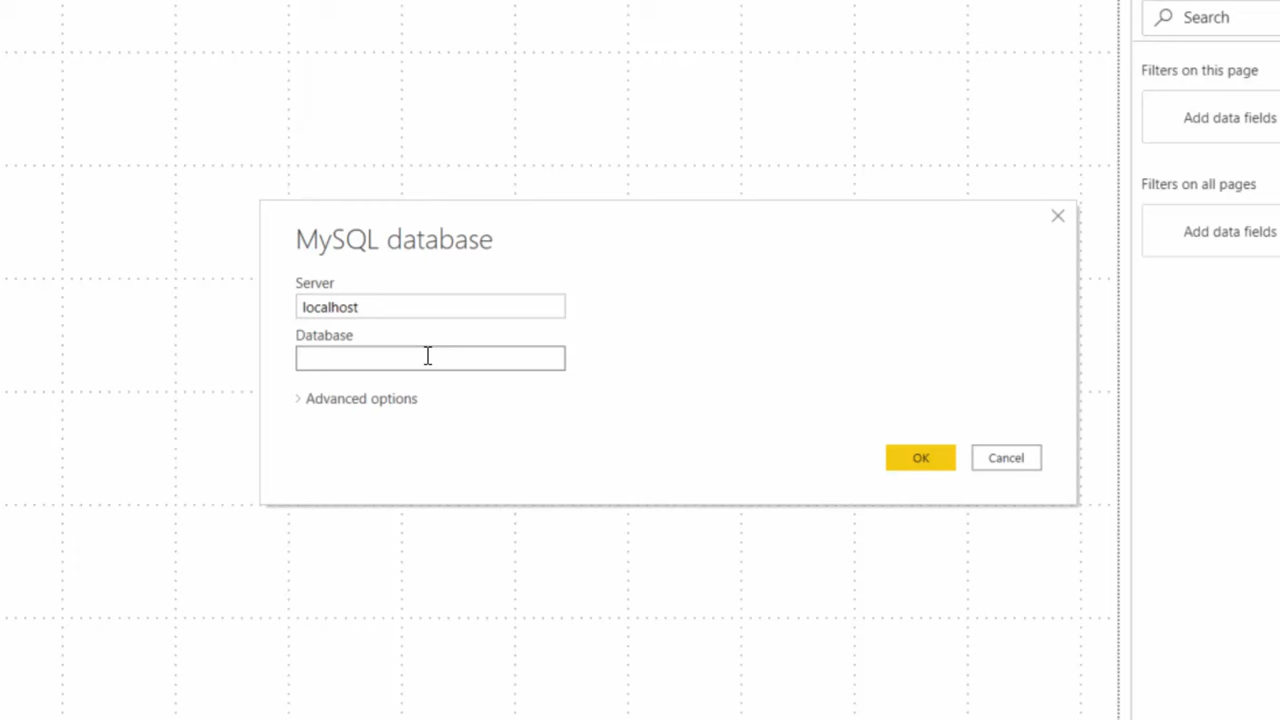 Search
Filters on this page
Add data fields
Filters on all pages
Add data fields
MySQL database
Server
localhost
Database
Advanced options
OK
Cancel